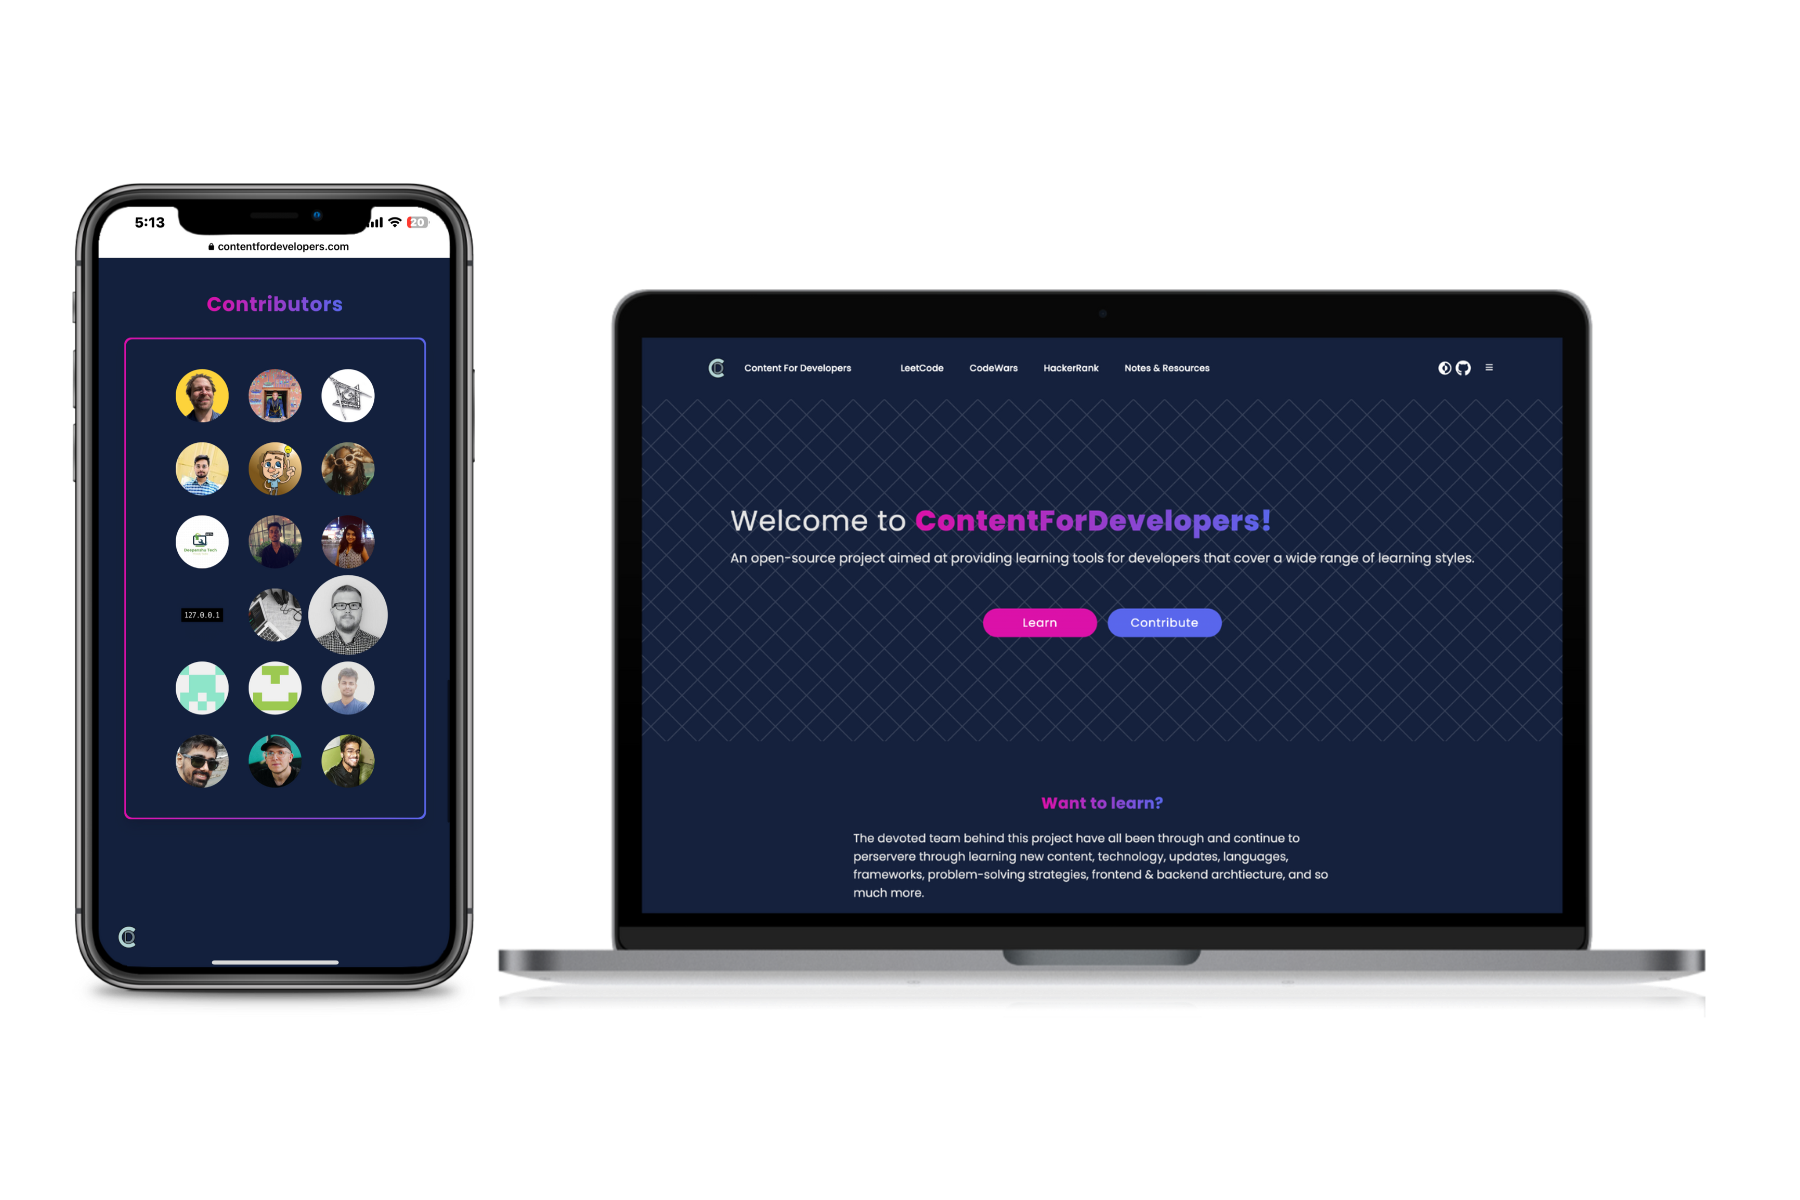 5:13
20
contentfordevelopers.com
Contributors
Deependra Tech
127.0.0.1
Content For Developers LeetCode CodeWars HackerRank Notes & Resources
Welcome to ContentForDevelopers!
An open-source project aimed at providing learning tools for developers that cover a wide range of learning styles.
Learn Contribute
Want to learn?
The devoted team behind this project have all been through and continue to
perservere through learning new content, technology, updates, languages,
frameworks, problem-solving strategies, frontend & backend archtiecture, and so
much more.